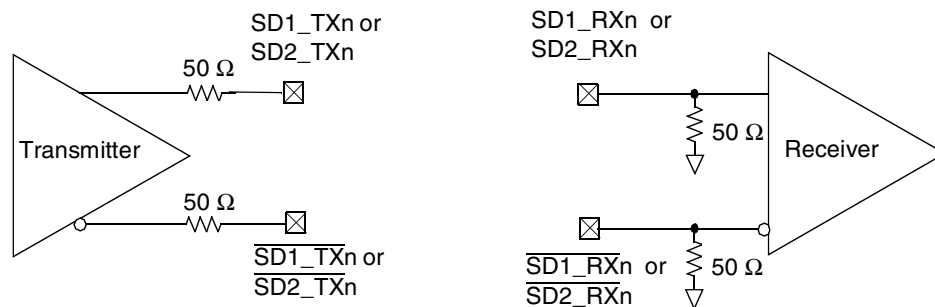 SD1_TXn or
SD2_TXn
50 Ω
Transmitter
50 Ω
SD1_TXn or
SD2_TXn
SD1_RXn or
SD2_RXn
50 Ω
Receiver
SD1_RXn or
SD2_RXn
50 Ω